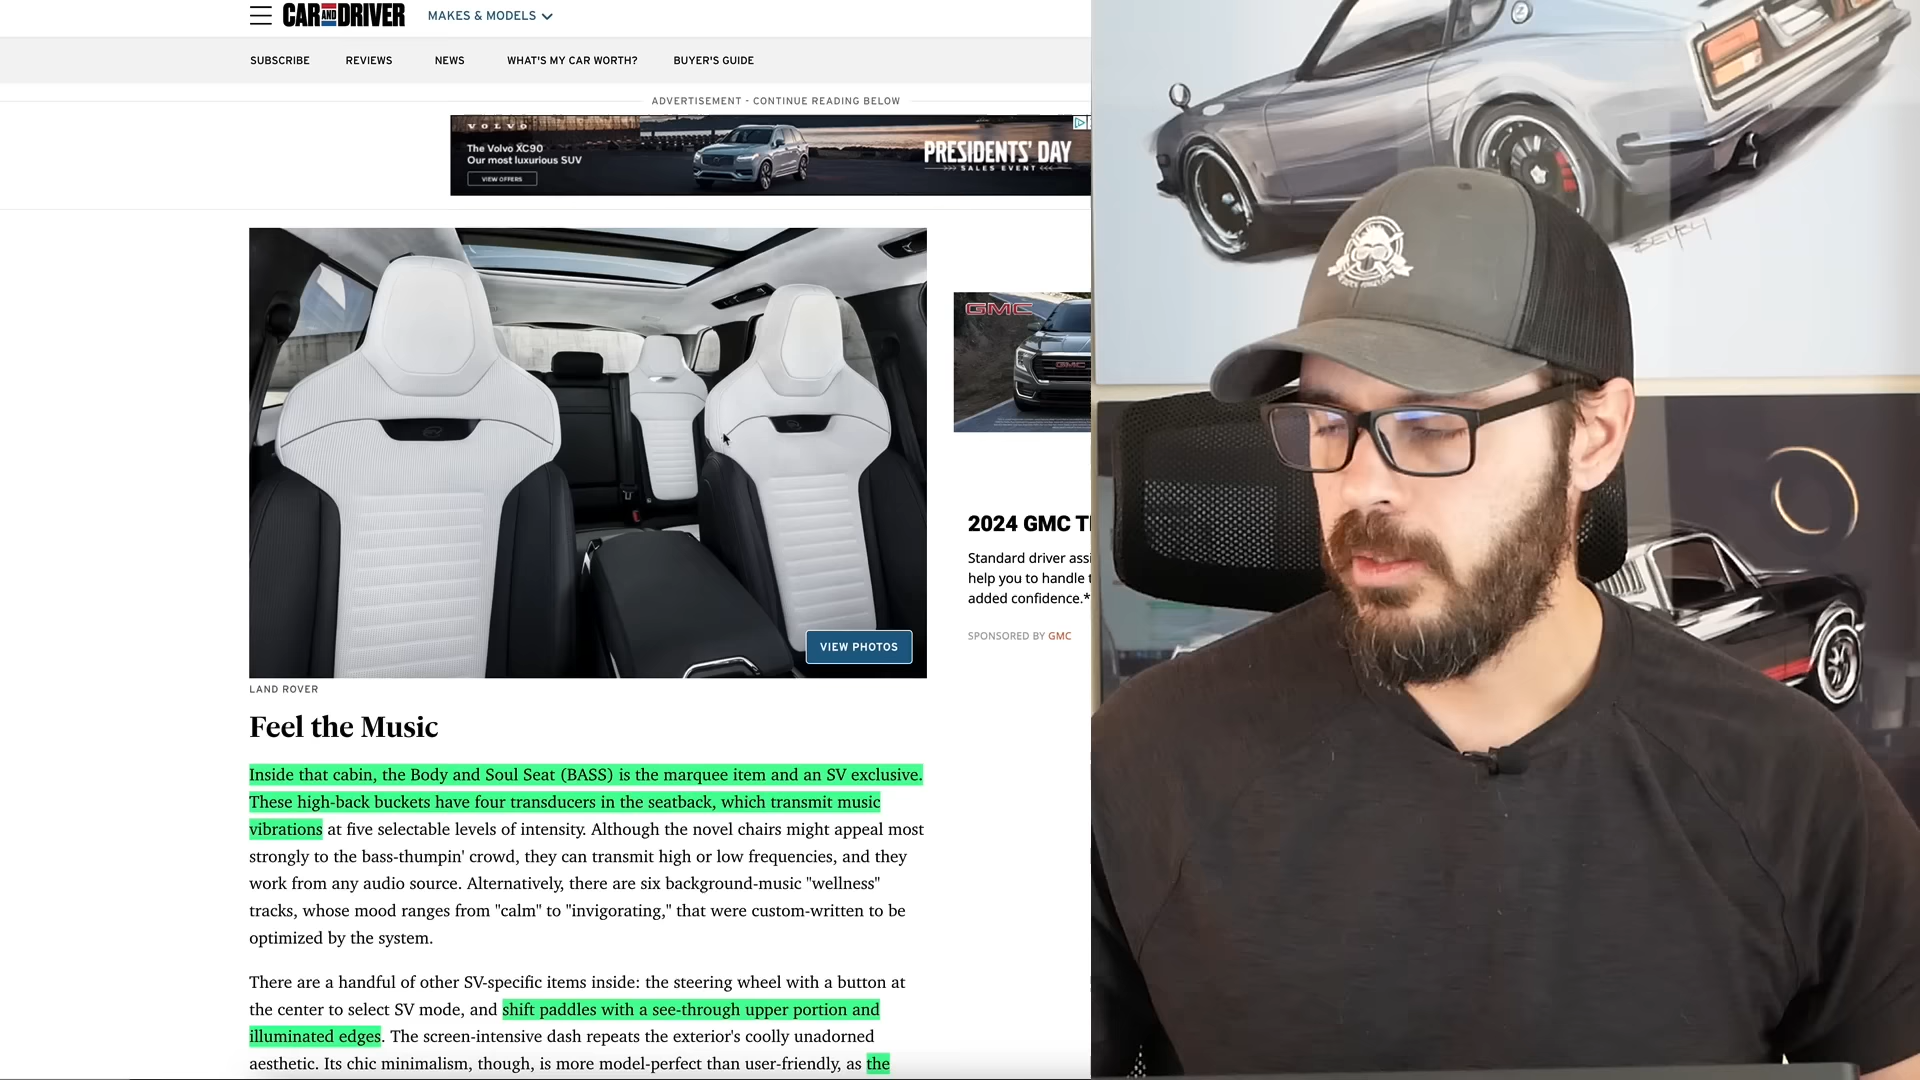 CAR AND DRIVER
MAKES & MODELS
SUBSCRIBE
REVIEWS
NEWS
WHAT'S MY CAR WORTH?
BUYER'S GUIDE
ADVERTISEMENT - CONTINUE READING BELOW
VOLVO
The Volvo XC90
Our most luxurious SUV
VIEW OFFERS
PRESIDENTS' DAY
SALES EVENT
GMC
GMC
VIEW PHOTOS
2024 GMC T
Standard driver assi
help you to handle t
added confidence.*
SPONSORED BY GMC
LAND ROVER
Feel the Music
Inside that cabin, the Body and Soul Seat (BASS) is the marquee item and an SV exclusive.
These high-back buckets have four transducers in the seatback, which transmit music
vibrations at five selectable levels of intensity. Although the novel chairs might appeal most
strongly to the bass-thumpin' crowd, they can transmit high or low frequencies, and they
work from any audio source. Alternatively, there are six background-music "wellness"
tracks, whose mood ranges from "calm" to "invigorating," that were custom-written to be
optimized by the system.
There are a handful of other SV-specific items inside: the steering wheel with a button at
the center to select SV mode, and shift paddles with a see-through upper portion and
illuminated edges. The screen-intensive dash repeats the exterior's coolly unadorned
aesthetic. Its chic minimalism, though, is more model-perfect than user-friendly, as the